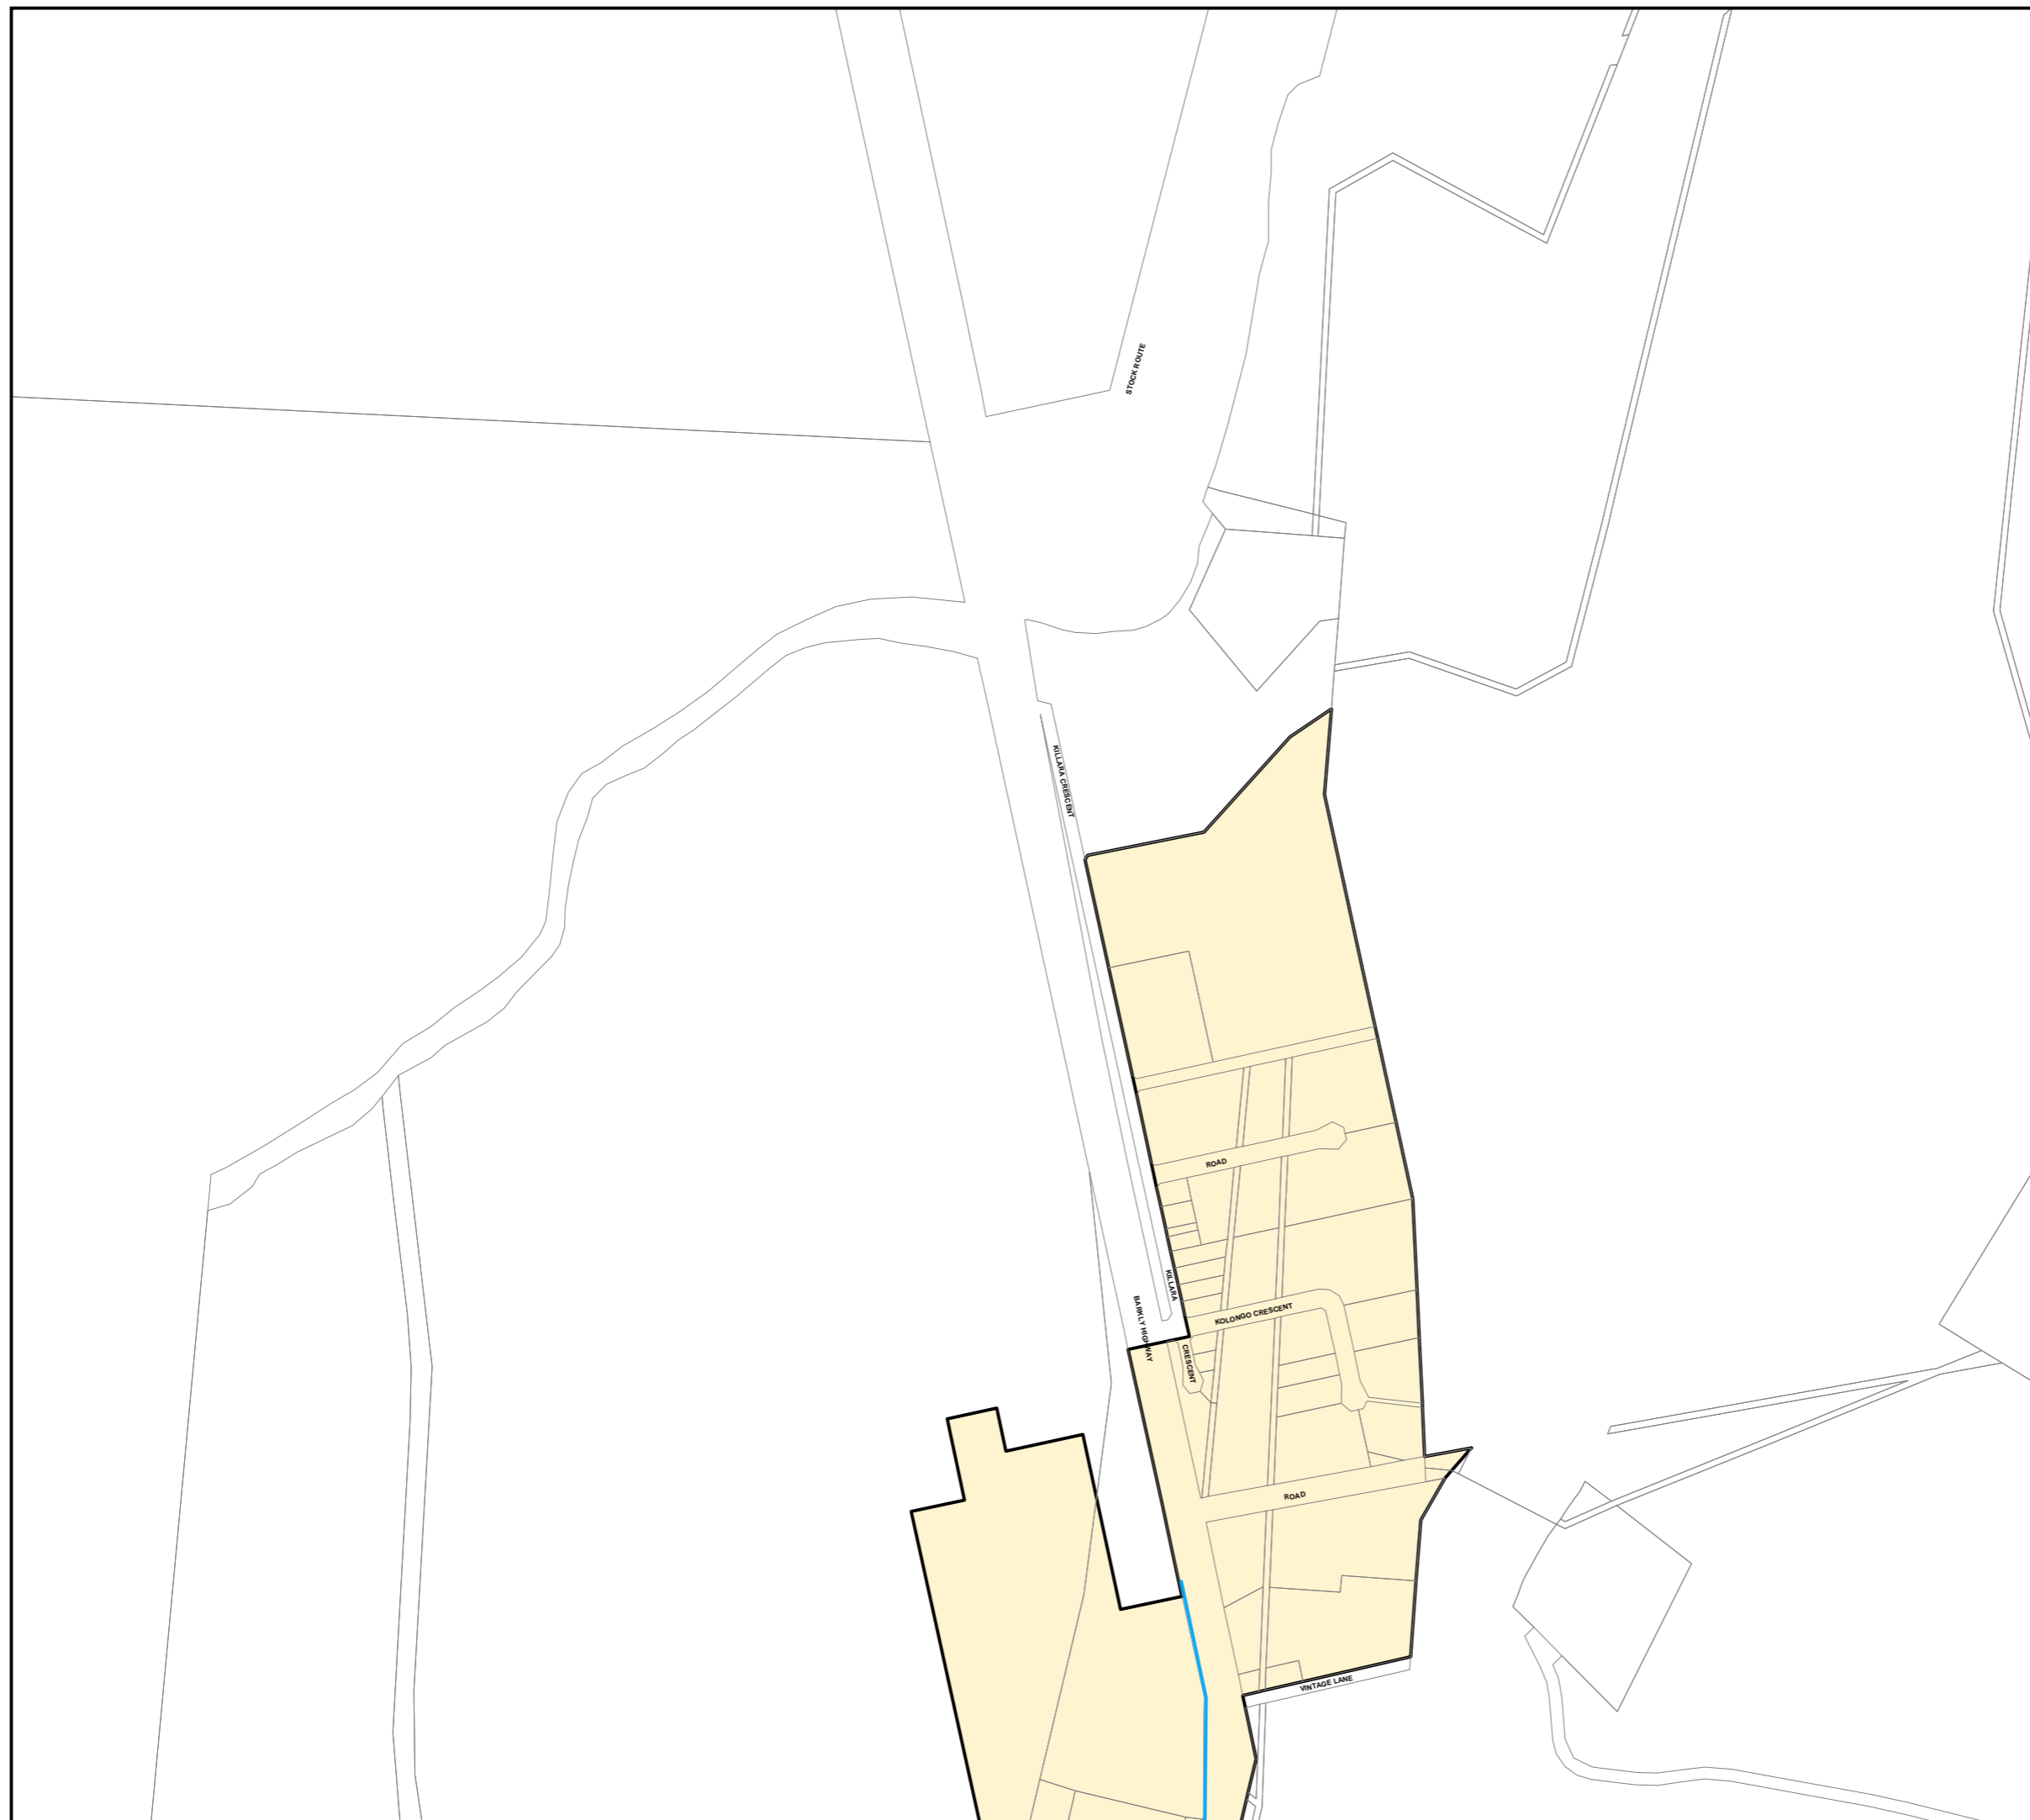 STOCK ROUTE
KILLARA CRESCENT
ROAD
KILLARA
KOLONGO CRESCENT
BARKLY HIGHWAY
CRESCENT
ROAD
VINTAGE LANE